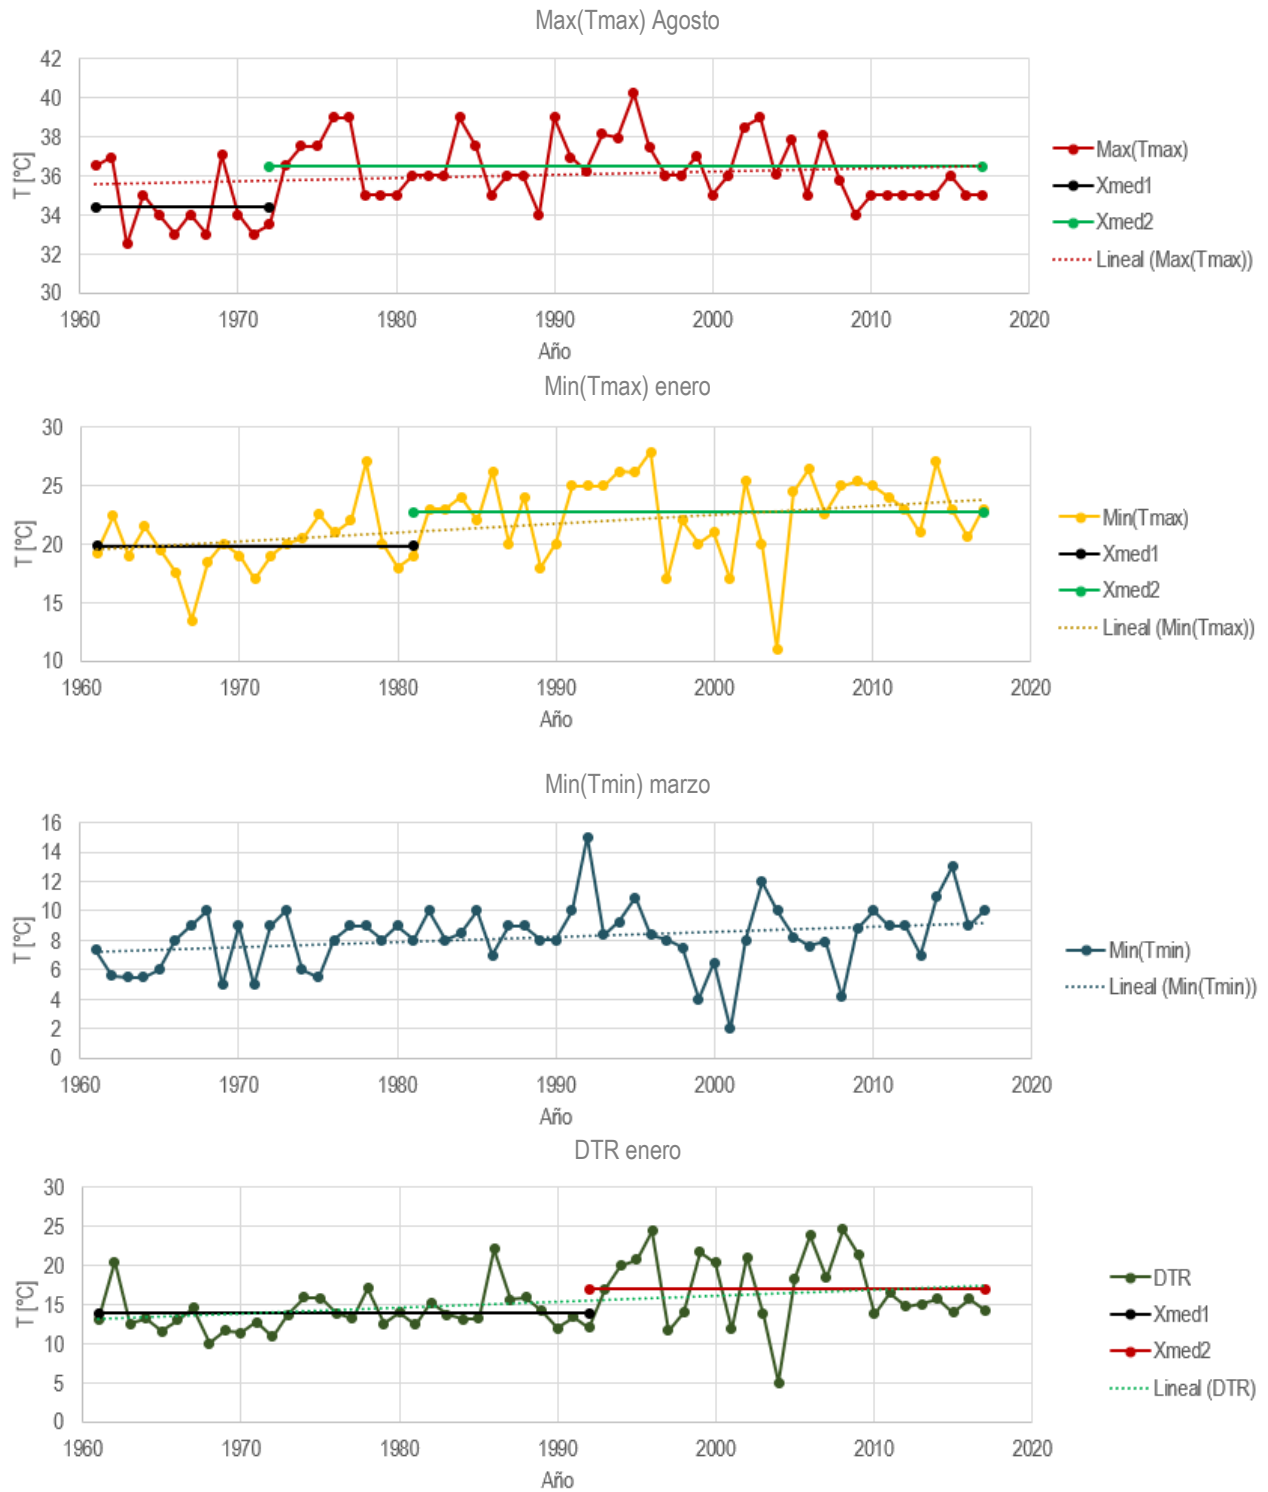 Max(Tmax) Agosto
42
40
38
36
34
32
30
T [°C]
1960 1970 1980 1990 2000 2010 2020
Año
Max(Tmax)
Xmed1
Xmed2
Lineal (Max(Tmax))
Min(Tmax) enero
30
25
20
15
10
T [°C]
1960 1970 1980 1990 2000 2010 2020
Año
Min(Tmax)
Xmed1
Xmed2
Lineal (Min(Tmax))
Min(Tmin) marzo
16
14
12
10
8
6
4
2
0
T [°C]
1960 1970 1980 1990 2000 2010 2020
Año
Min(Tmin)
Lineal (Min(Tmin))
DTR enero
30
25
20
15
10
5
0
T [°C]
1960 1970 1980 1990 2000 2010 2020
Año
DTR
Xmed1
Xmed2
Lineal (DTR)